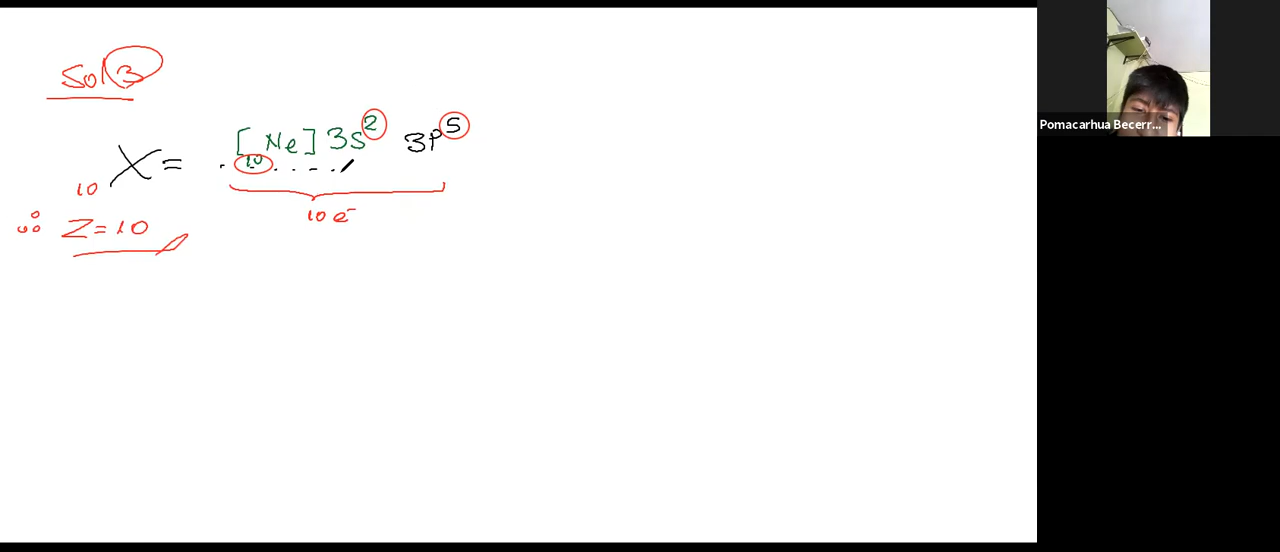 Sol 3
[Ne] 3s² 3p⁵
₁₀X = 10
10 e⁻
∴ Z = 10
Pomacarhua Becerr...